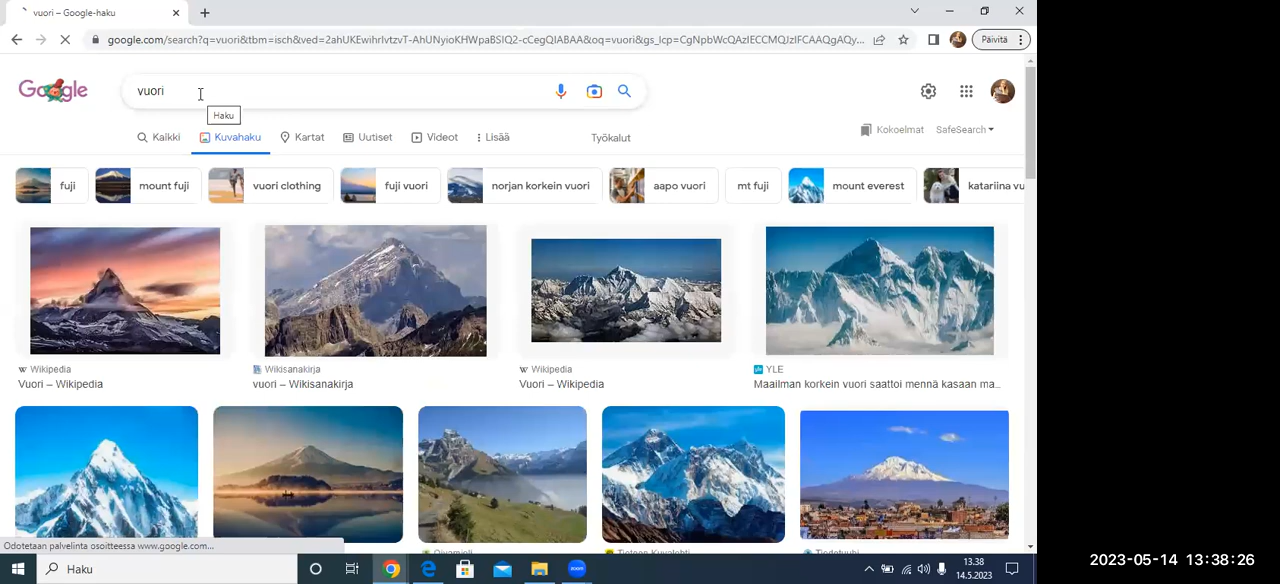 vuori – Google-haku
google.com/search?q=vuori&tbm=isch&ved=2ahUKEwihrIvtzvT-AhUNyioKHWpaBSIQ2-cCegQIABAA&oq=vuori&gs_lcp=CgNpbWcQAzIECCMQJzIFCAAQgAQy...
Päivitä
Google
vuori
Haku
Kaikki
Kuvahaku
Kartat
Uutiset
Videot
Lisää
Työkalut
Kokoelmat
SafeSearch
fuji
mount fuji
vuori clothing
fuji vuori
norjan korkein vuori
aapo vuori
mt fuji
mount everest
katariina vu
W Wikipedia
Vuori – Wikipedia
Wikisanakirja
vuori – Wikisanakirja
W Wikipedia
Vuori – Wikipedia
yle YLE
Maailman korkein vuori saattoi mennä kasaan ma...
Odotetaan palvelinta osoitteessa www.google.com...
Haku
zoom
13.38
14.5.2023
2023-05-14 13:38:26